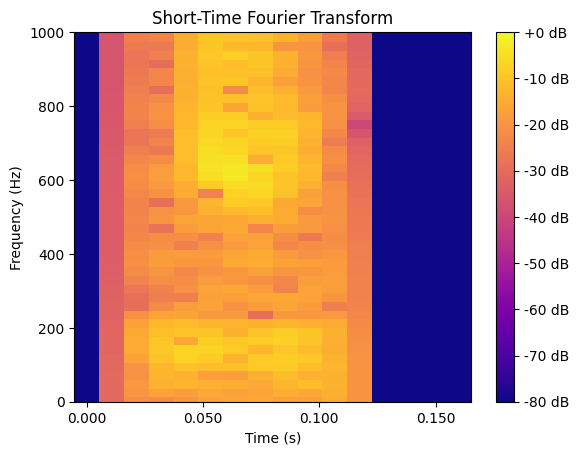 Short-Time Fourier Transform
1000
800
600
400
200
0
Frequency (Hz)
0.000
0.050
0.100
0.150
Time (s)
+0 dB
-10 dB
-20 dB
-30 dB
-40 dB
-50 dB
-60 dB
-70 dB
-80 dB